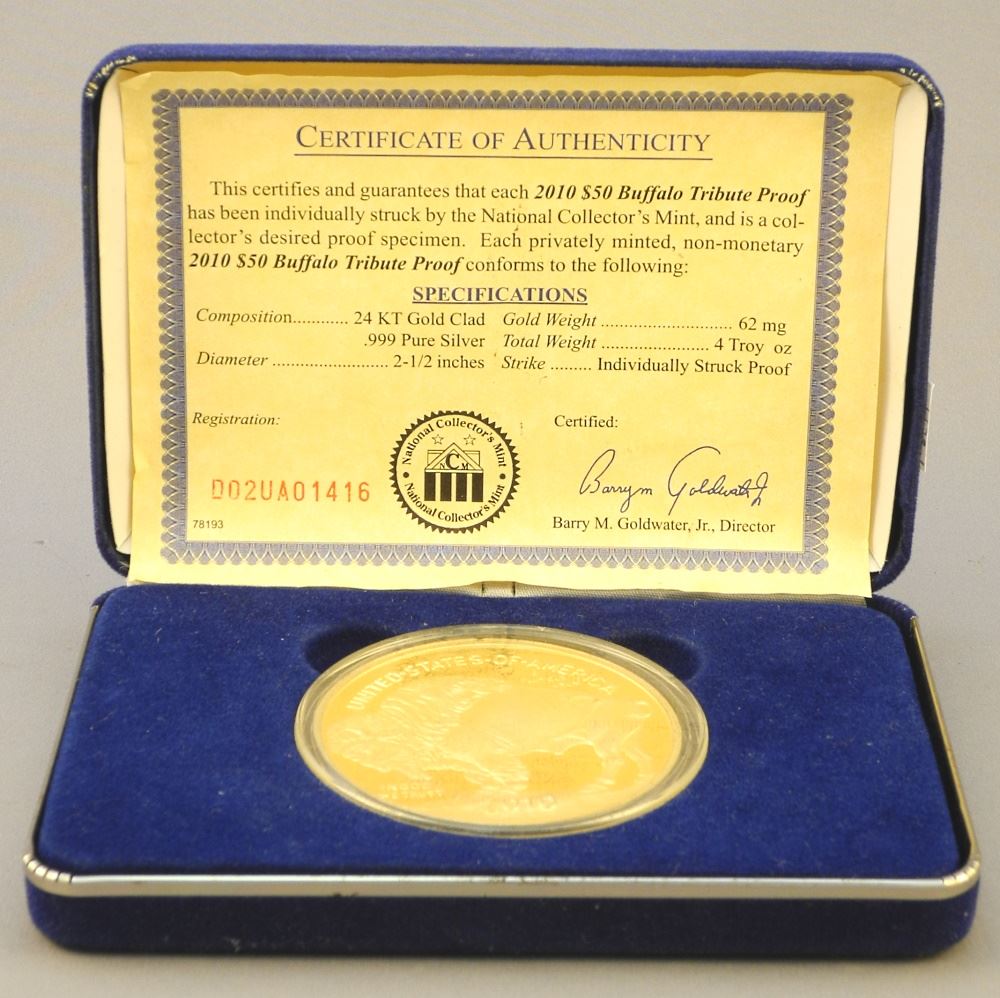 CERTIFICATE OF AUTHENTICITY
This certifies and guarantees that each 2010 $50 Buffalo Tribute Proof
has been individually struck by the National Collector's Mint, and is a col-
lector's desired proof specimen. Each privately minted, non-monetary
2010 $50 Buffalo Tribute Proof conforms to the following:
SPECIFICATIONS
Composition............ 24 KT Gold Clad Gold Weight ............................ 62 mg
.999 Pure Silver Total Weight ....................... 4 Troy oz
Diameter ......................... 2-1/2 inches Strike ......... Individually Struck Proof
Registration:
Certified:
National Collector's Mint
NCM
National Collector's Mint
D02UA01416
Barry M Goldwater Jr
78193
Barry M. Goldwater, Jr., Director
UNITED·STATES·OF·AMERICA
2010